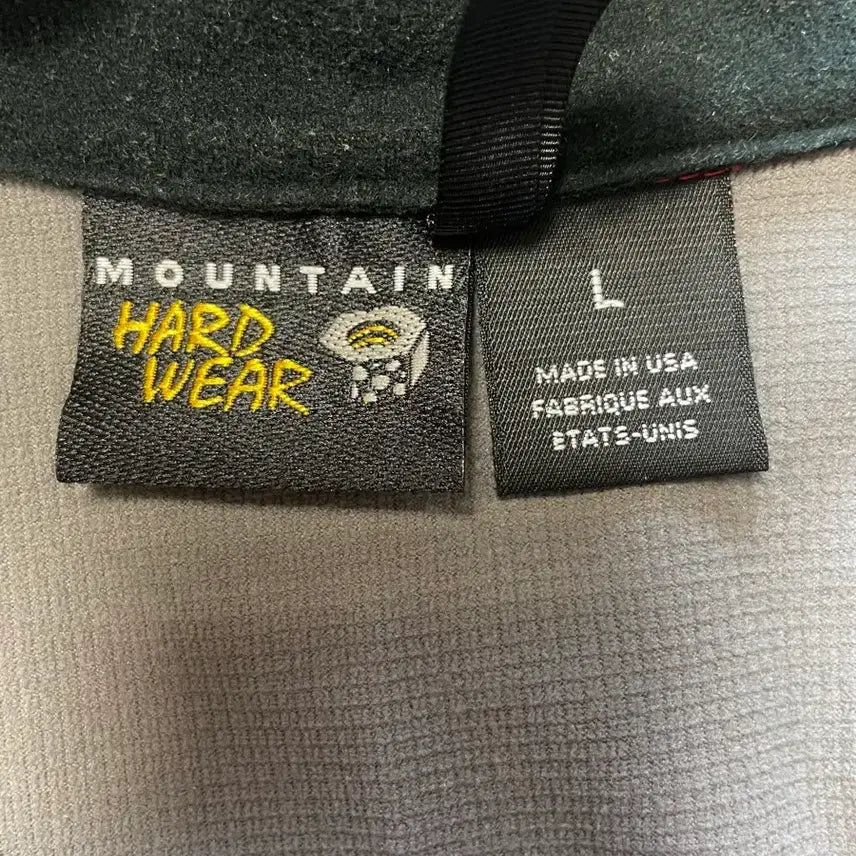 MOUNTAIN
HARD
WEAR
L
MADE IN USA
FABRIQUE AUX
ETATS-UNIS